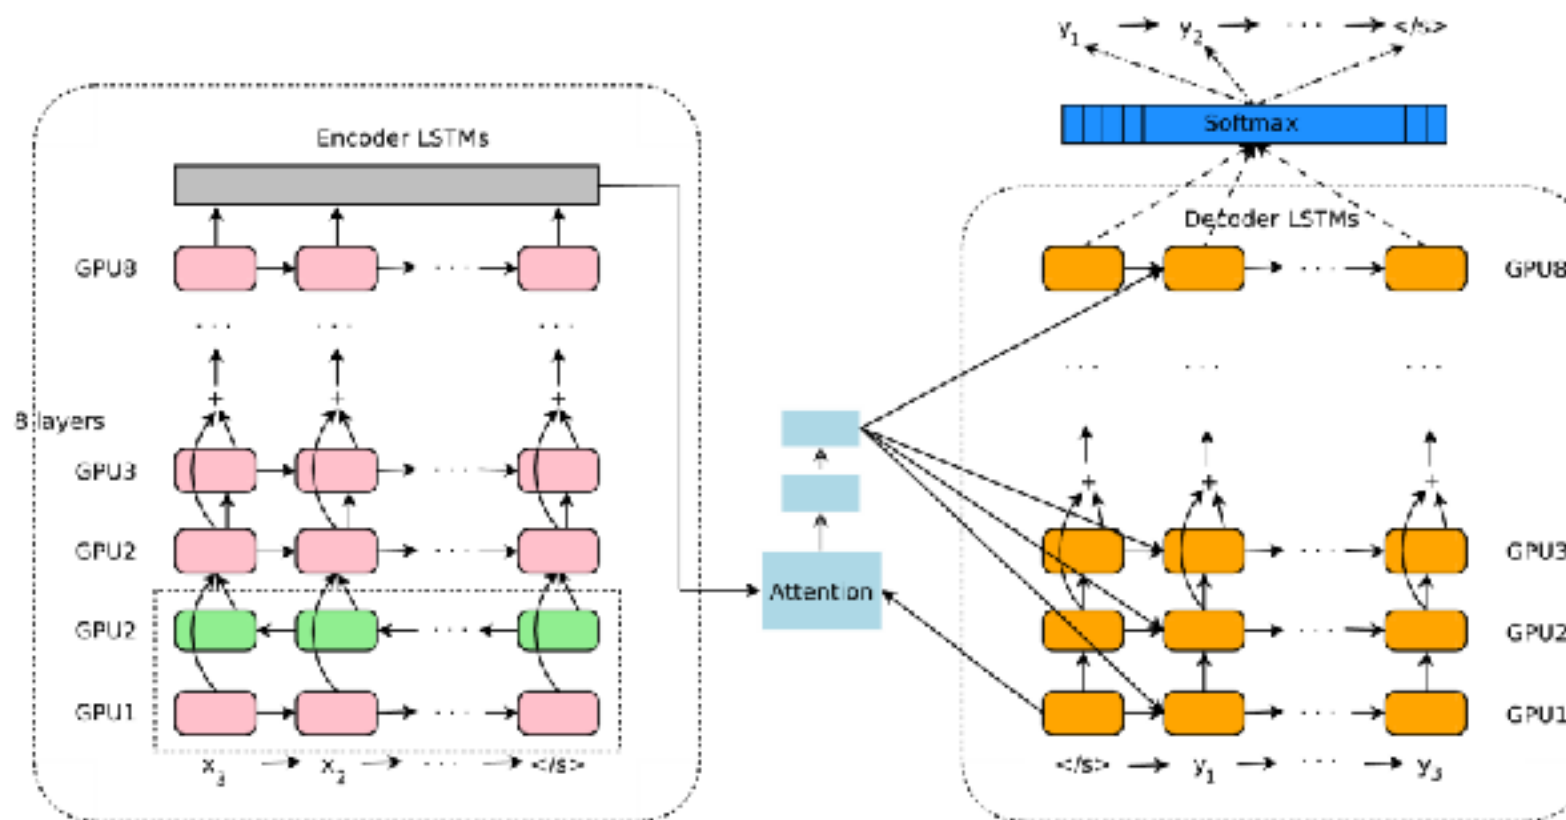 y1 → y2 → ... → </s>
Softmax
Encoder LSTMs
Decoder LSTMs
GPU8
GPU8
...
...
...
...
...
...
...
...
+
+
+
8 layers
GPU3
...
+
+
+
GPU2
...
GPU3
...
Attention
GPU2
...
GPU2
...
GPU1
...
GPU1
...
x3 → x2 → ... → </s>
</s> → y1 → ... → y3